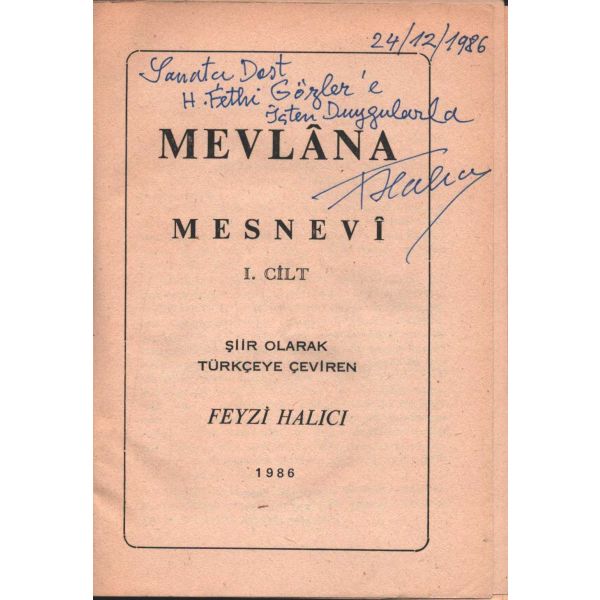 24/12/1986
Sanatcı Dost
H. Fethi Gözler'e
İçten Duygularla
MEVLÂNA
MESNEVÎ
I. CİLT
ŞİİR OLARAK
TÜRKÇEYE ÇEVİREN
FEYZİ HALICI
1986